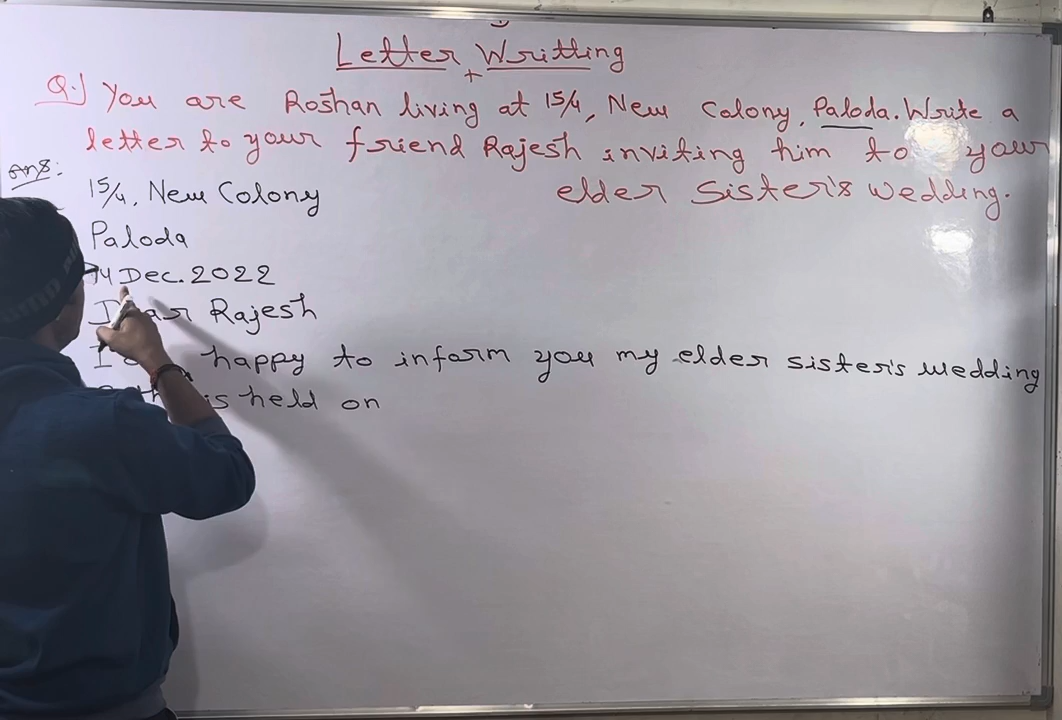 Letter Writting
Q.) You are Roshan living at 15/4, New Colony, Paloda. Write a
letter to your friend Rajesh inviting him to your
elder Sister's wedding.
Ans:
15/4, New Colony
Paloda
Dec. 2022
Rajesh
I happy to inform you my elder sister's wedding
is held on